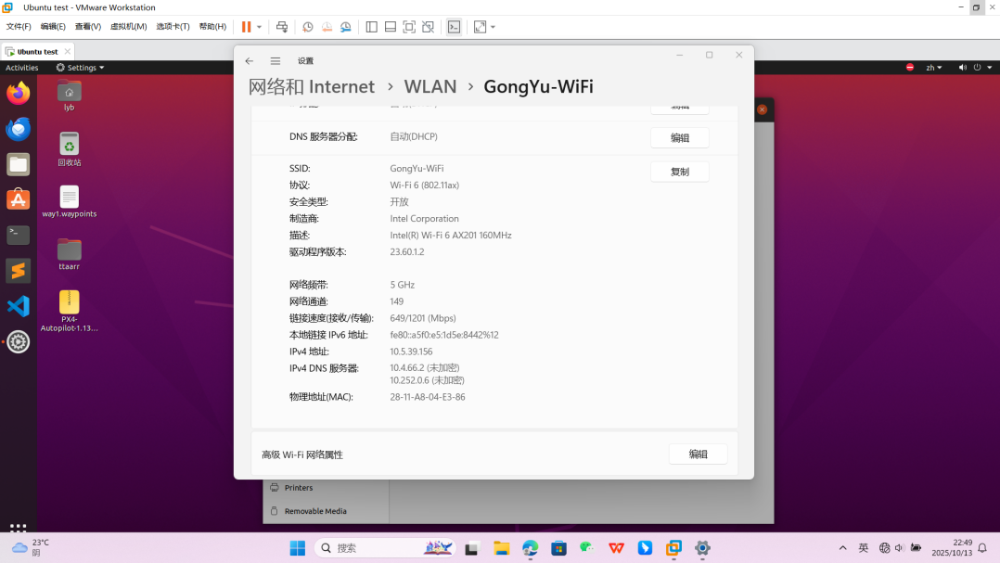 Ubuntu test - VMware Workstation
文件(F) 编辑(E) 查看(V) 虚拟机(M) 选项卡(T) 帮助(H)
Ubuntu test
Activities Settings zh
lyb
回收站
way1.waypoints
ttaarr
PX4-
Autopilot-1.13...
设置
网络和 Internet › WLAN › GongYu-WiFi
DNS 服务器分配: 自动(DHCP) 编辑
SSID: GongYu-WiFi 复制
协议: Wi-Fi 6 (802.11ax)
安全类型: 开放
制造商: Intel Corporation
描述: Intel(R) Wi-Fi 6 AX201 160MHz
驱动程序版本: 23.60.1.2
网络频带: 5 GHz
网络通道: 149
链接速度(接收/传输): 649/1201 (Mbps)
本地链接 IPv6 地址: fe80::a5f0:e5:1d5e:8442%12
IPv4 地址: 10.5.39.156
IPv4 DNS 服务器: 10.4.66.2 (未加密)
10.252.0.6 (未加密)
物理地址(MAC): 28-11-A8-04-E3-86
高级 Wi-Fi 网络属性 编辑
Printers
Removable Media
23°C
阴
搜索
英
22:49
2025/10/13